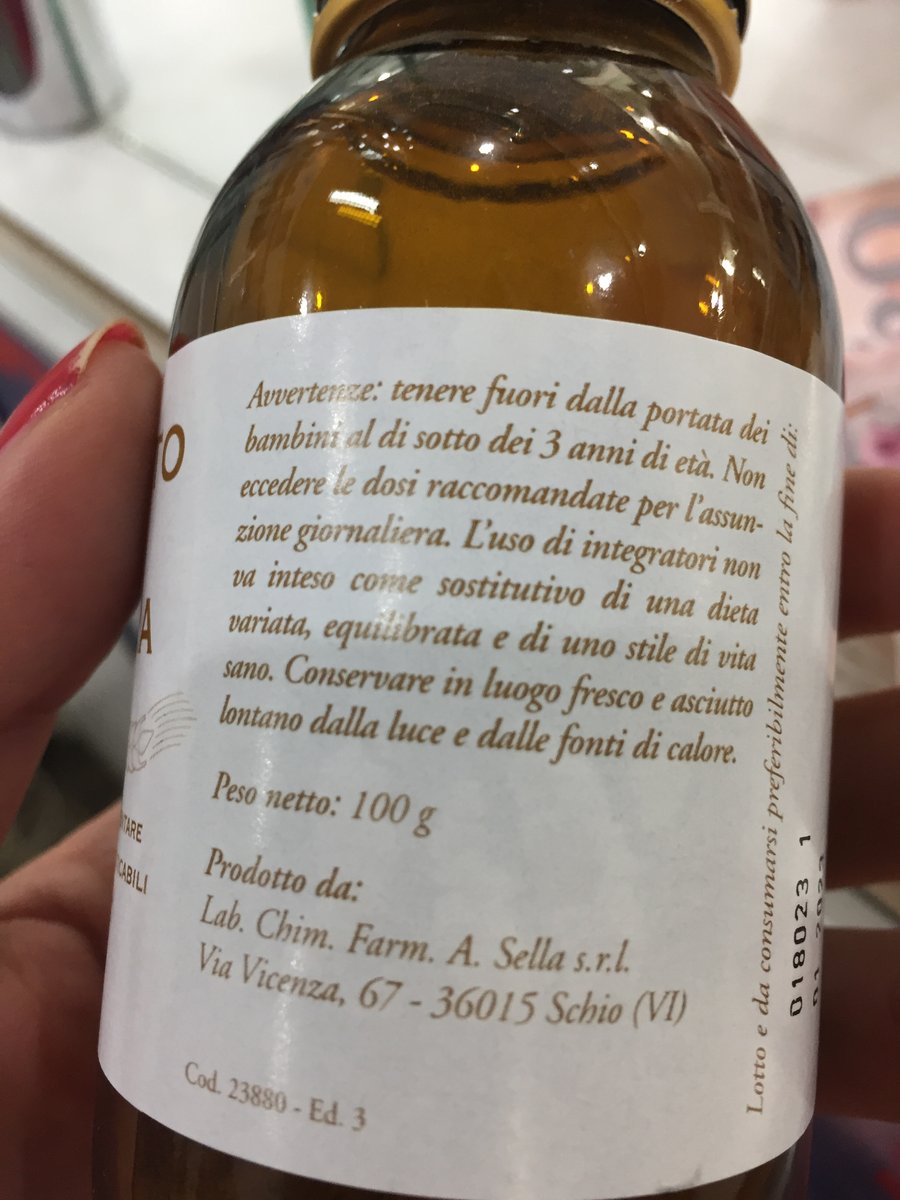 Avvertenze: tenere fuori dalla portata dei
bambini al di sotto dei 3 anni di età. Non
eccedere le dosi raccomandate per l'assun-
zione giornaliera. L'uso di integratori non
va inteso come sostitutivo di una dieta
variata, equilibrata e di uno stile di vita
sano. Conservare in luogo fresco e asciutto
lontano dalla luce e dalle fonti di calore.
Peso netto: 100 g
Prodotto da:
Lab. Chim. Farm. A. Sella s.r.l.
Via Vicenza, 67 - 36015 Schio (VI)
Cod. 23880 - Ed. 3
Lotto e da consumarsi preferibilmente entro la fine di:
018023 1
TO
A
TARE
CABILI